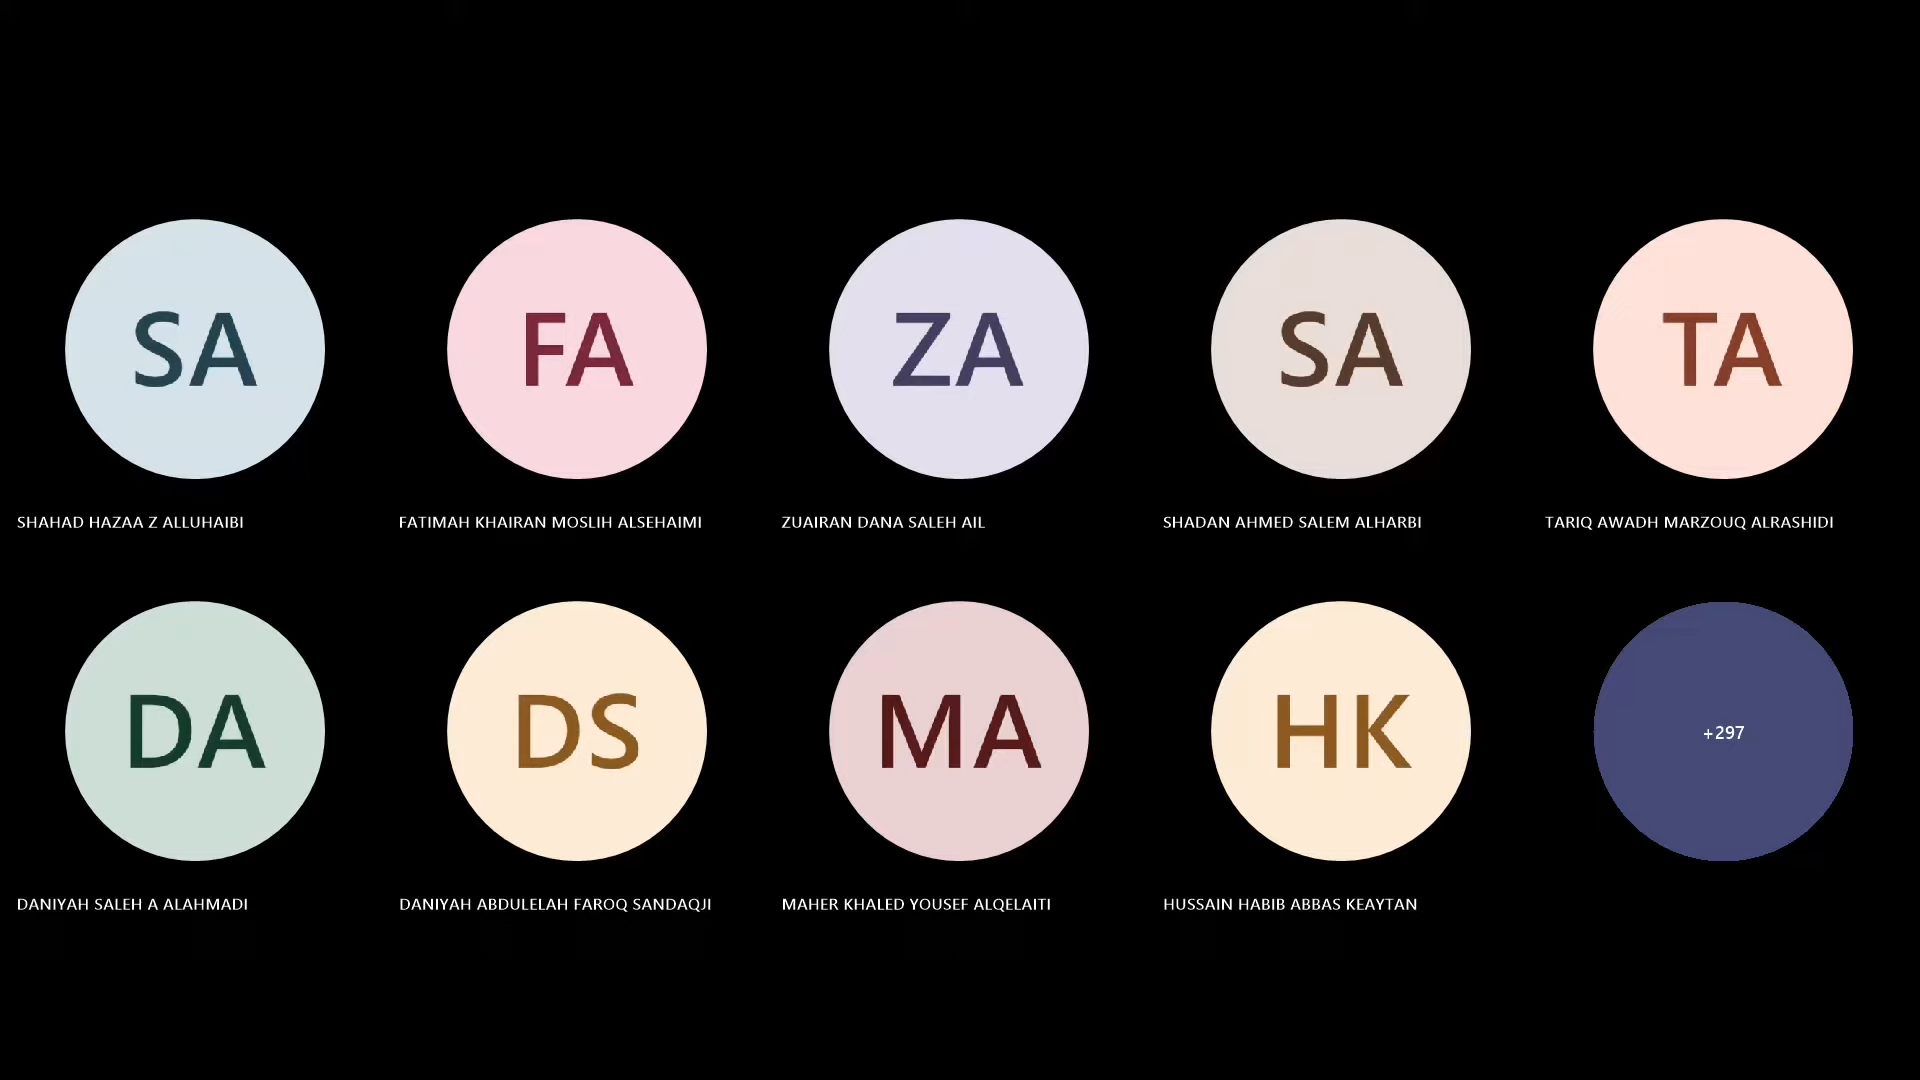 SA
FA
ZA
SA
TA
SHAHAD HAZAA Z ALLUHAIBI
FATIMAH KHAIRAN MOSLIH ALSEHAIMI
ZUAIRAN DANA SALEH AIL
SHADAN AHMED SALEM ALHARBI
TARIQ AWADH MARZOUQ ALRASHIDI
DA
DS
MA
HK
+297
DANIYAH SALEH A ALAHMADI
DANIYAH ABDULELAH FAROQ SANDAQJI
MAHER KHALED YOUSEF ALQELAITI
HUSSAIN HABIB ABBAS KEAYTAN